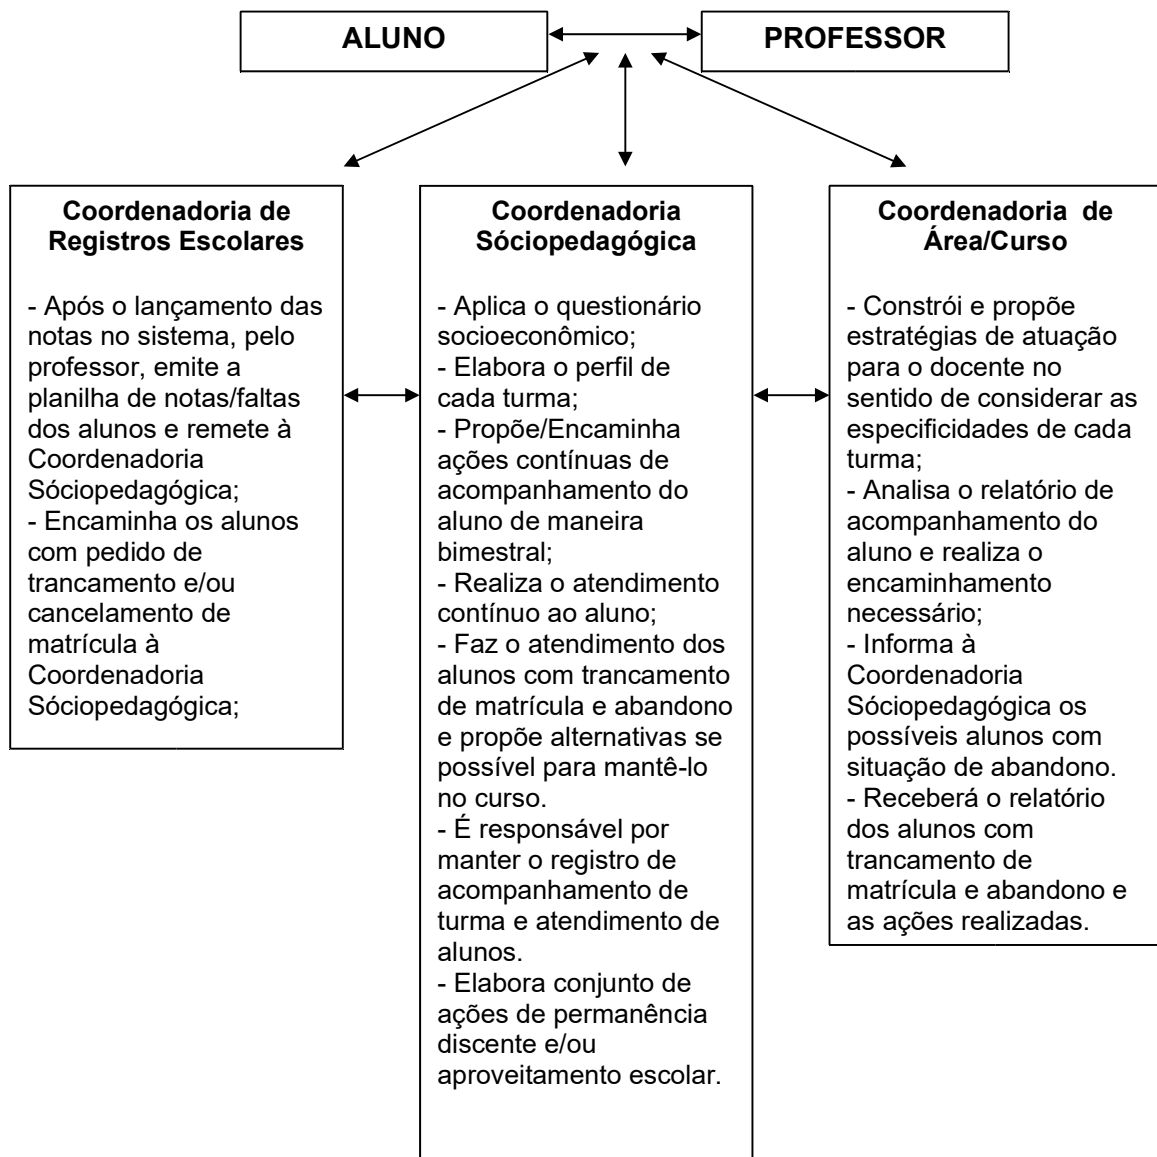 ALUNO
PROFESSOR
Coordenadoria de
Registros Escolares
- Após o lançamento das
notas no sistema, pelo
professor, emite a
planilha de notas/faltas
dos alunos e remete à
Coordenadoria
Sóciopedagógica;
- Encaminha os alunos
com pedido de
trancamento e/ou
cancelamento de
matrícula à
Coordenadoria
Sóciopedagógica;
Coordenadoria
Sóciopedagógica
- Aplica o questionário
socioeconômico;
- Elabora o perfil de
cada turma;
- Propõe/Encaminha
ações contínuas de
acompanhamento do
aluno de maneira
bimestral;
- Realiza o atendimento
contínuo ao aluno;
- Faz o atendimento dos
alunos com trancamento
de matrícula e abandono
e propõe alternativas se
possível para mantê-lo
no curso.
- É responsável por
manter o registro de
acompanhamento de
turma e atendimento de
alunos.
- Elabora conjunto de
ações de permanência
discente e/ou
aproveitamento escolar.
Coordenadoria de
Área/Curso
- Constrói e propõe
estratégias de atuação
para o docente no
sentido de considerar as
especificidades de cada
turma;
- Analisa o relatório de
acompanhamento do
aluno e realiza o
encaminhamento
necessário;
- Informa à
Coordenadoria
Sóciopedagógica os
possíveis alunos com
situação de abandono.
- Receberá o relatório
dos alunos com
trancamento de
matrícula e abandono e
as ações realizadas.